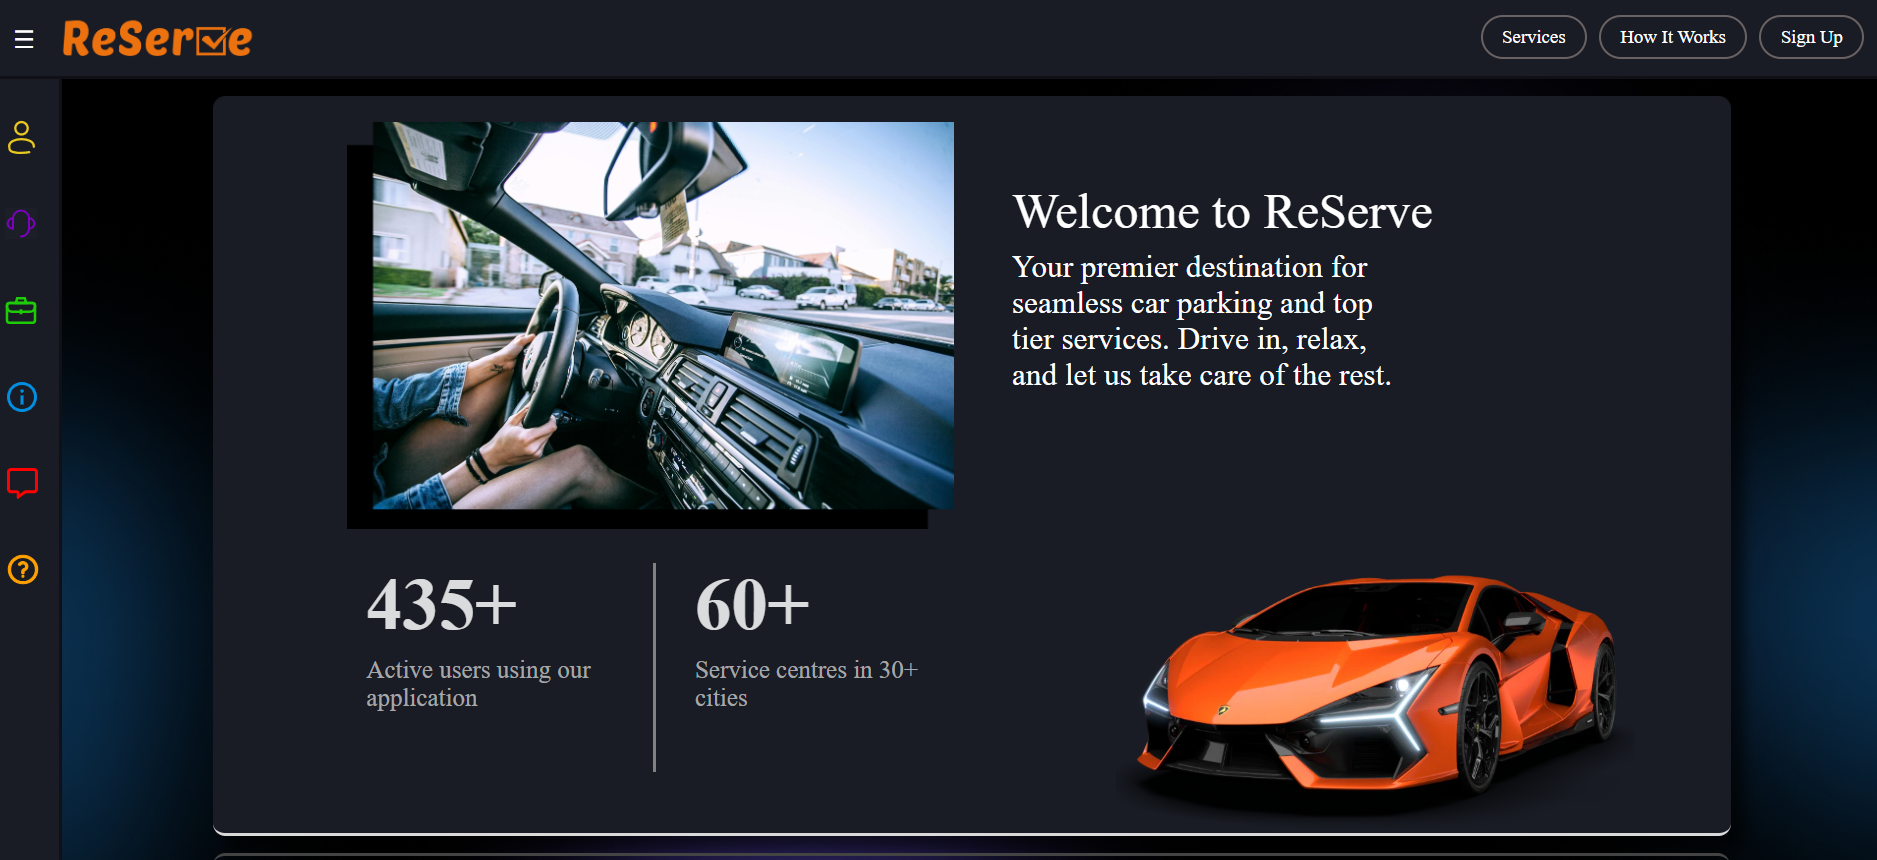 ReServe
Services
How It Works
Sign Up
Welcome to ReServe
Your premier destination for
seamless car parking and top
tier services. Drive in, relax,
and let us take care of the rest.
435+
Active users using our
application
60+
Service centres in 30+
cities